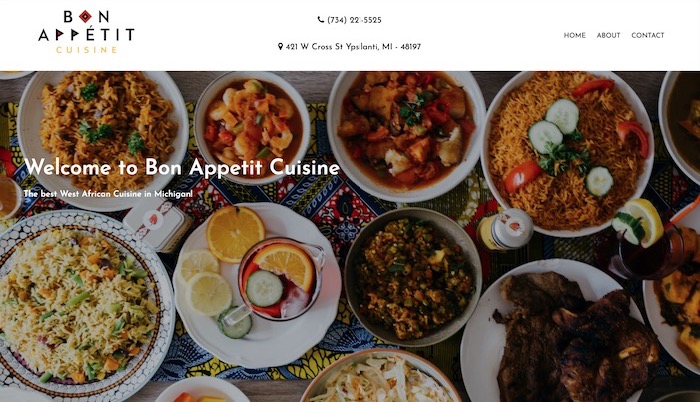 BON
APPÉTIT
CUISINE
(734) 22 -5525
421 W Cross St Ypsilanti, MI - 48197
HOME ABOUT CONTACT
Welcome to Bon Appetit Cuisine
The best West African Cuisine in Michigan!